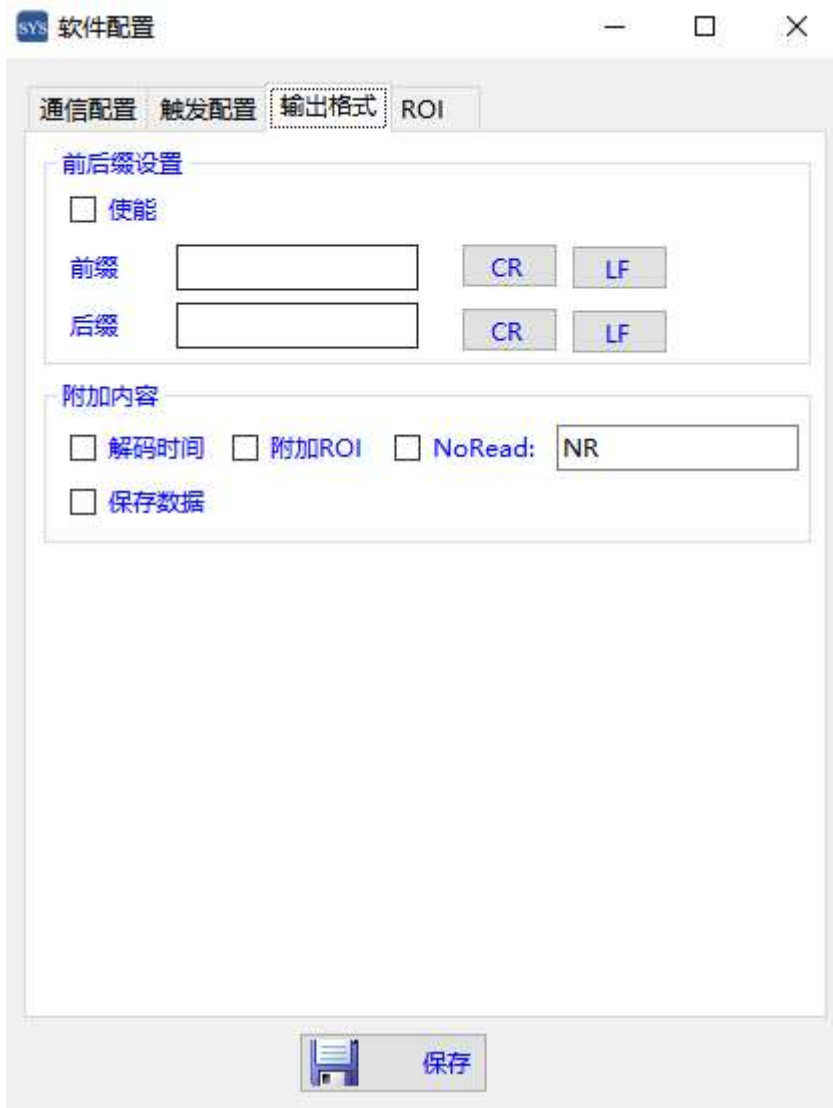 SYS 软件配置
通信配置 触发配置 输出格式 ROI
前后缀设置
使能
前缀 CR LF
后缀 CR LF
附加内容
解码时间 附加ROI NoRead: NR
保存数据
保存